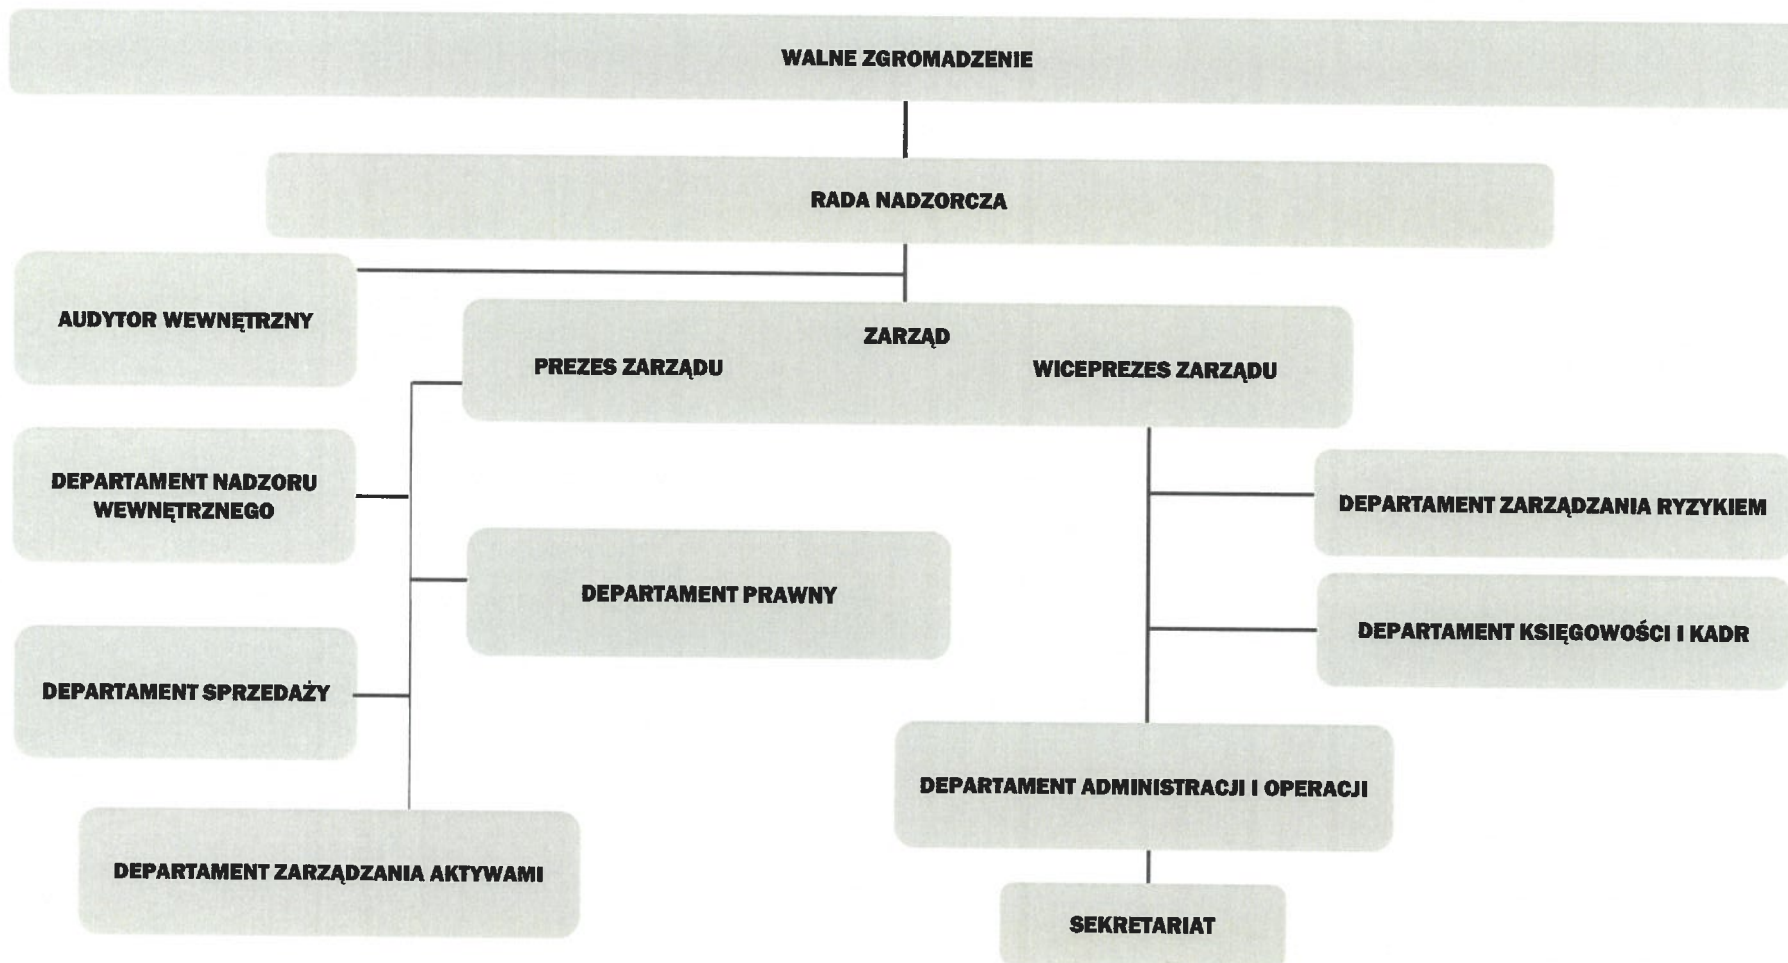 WALNE ZGROMADZENIE
RADA NADZORCZA
AUDYTOR WEWNĘTRZNY
ZARZĄD
PREZES ZARZĄDU
WICEPREZES ZARZĄDU
DEPARTAMENT NADZORU
WEWNĘTRZNEGO
DEPARTAMENT ZARZĄDZANIA RYZYKIEM
DEPARTAMENT PRAWNY
DEPARTAMENT KSIĘGOWOŚCI I KADR
DEPARTAMENT SPRZEDAŻY
DEPARTAMENT ADMINISTRACJI I OPERACJI
DEPARTAMENT ZARZĄDZANIA AKTYWAMI
SEKRETARIAT